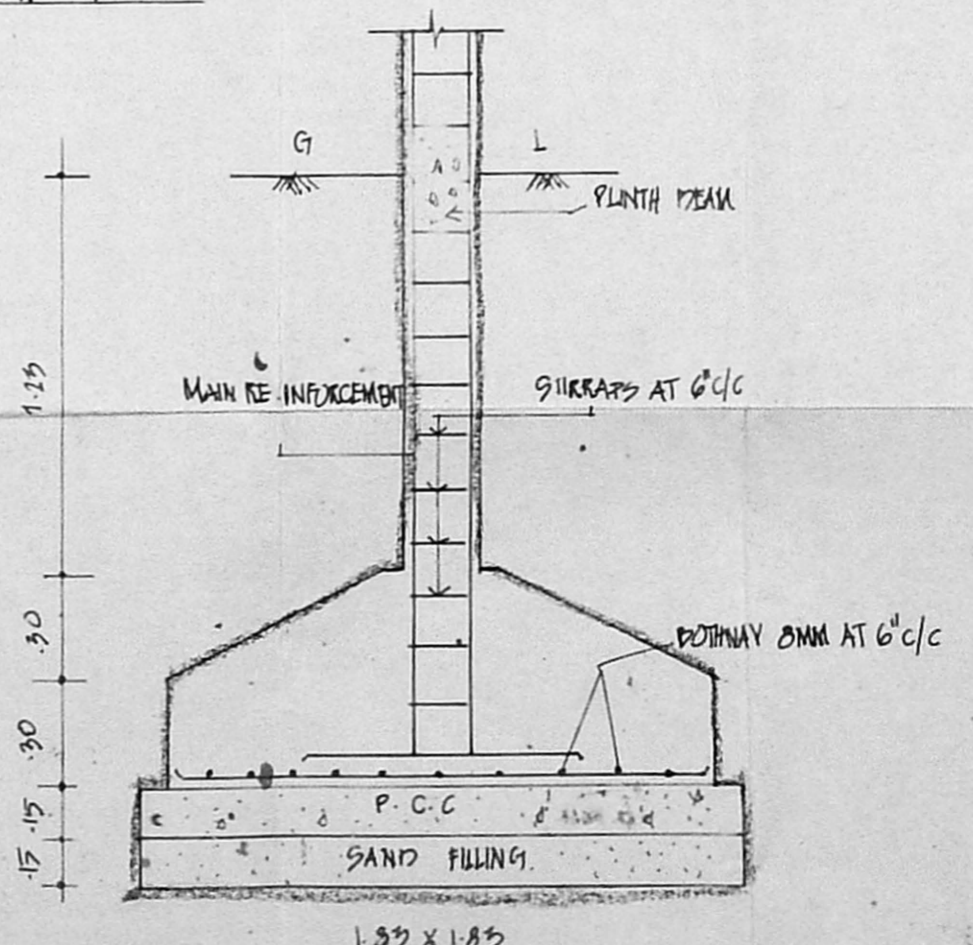 G
L
PLINTH BEAM
MAIN RE INFORCEMENT
STIRRAPS AT 6"C/C
1.23
.30
BOTHWAY 8MM AT 6"C/C
.30
P.C.C
.15
SAND FILLING.
.15
1.83 X 1.83